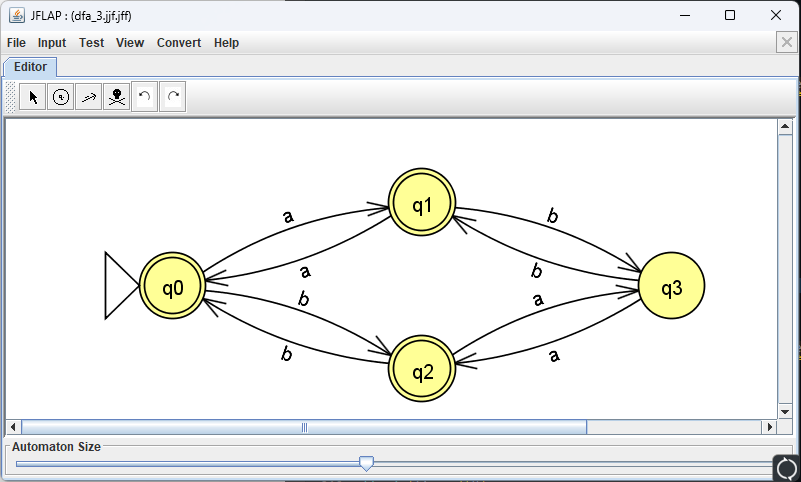 JFLAP : (dfa_3.jjf.jff)
File Input Test View Convert Help
Editor
q1
a
b
a
b
q0
b
a
q3
b
a
q2
Automaton Size